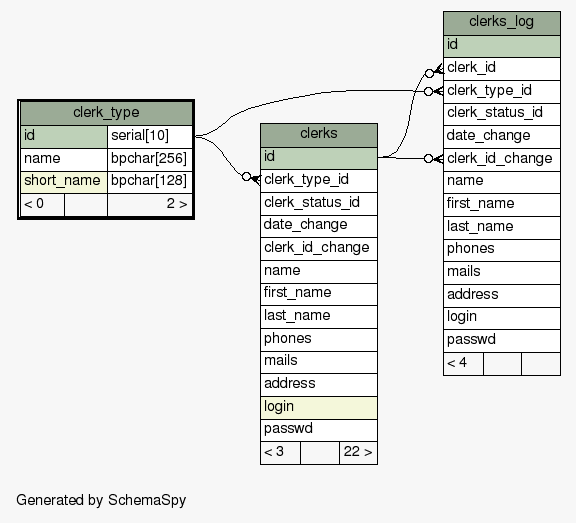 clerk_type
id serial[10]
name bpchar[256]
short_name bpchar[128]
< 0 2 >
clerks
id
clerk_type_id
clerk_status_id
date_change
clerk_id_change
name
first_name
last_name
phones
mails
address
login
passwd
< 3 22 >
clerks_log
id
clerk_id
clerk_type_id
clerk_status_id
date_change
clerk_id_change
name
first_name
last_name
phones
mails
address
login
passwd
< 4
Generated by SchemaSpy